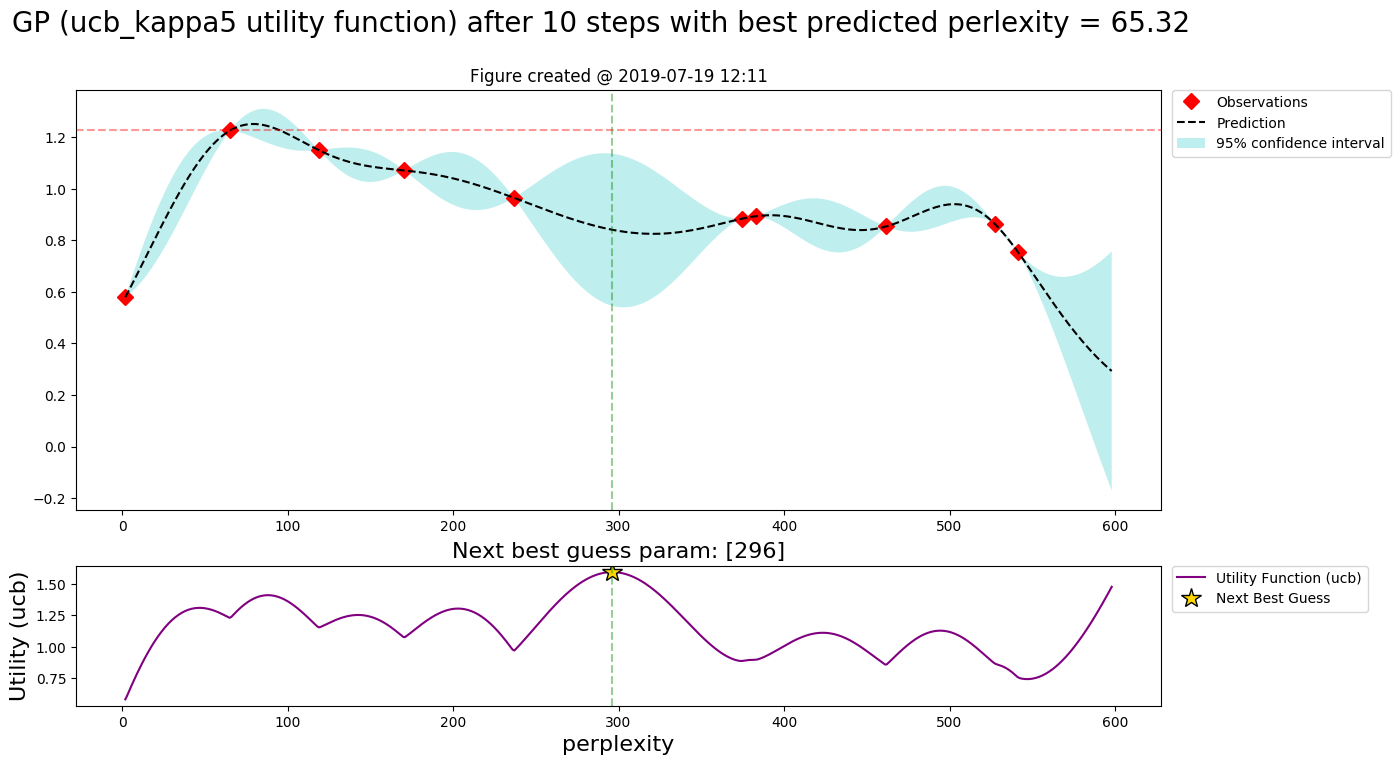 GP (ucb_kappa5 utility function) after 10 steps with best predicted perlexity = 65.32
Figure created @ 2019-07-19 12:11
Observations
Prediction
95% confidence interval
1.2
1.0
0.8
0.6
0.4
0.2
0.0
−0.2
0 100 200 300 400 500 600
Next best guess param: [296]
Utility Function (ucb)
Next Best Guess
Utility (ucb)
1.50
1.25
1.00
0.75
0 100 200 300 400 500 600
perplexity